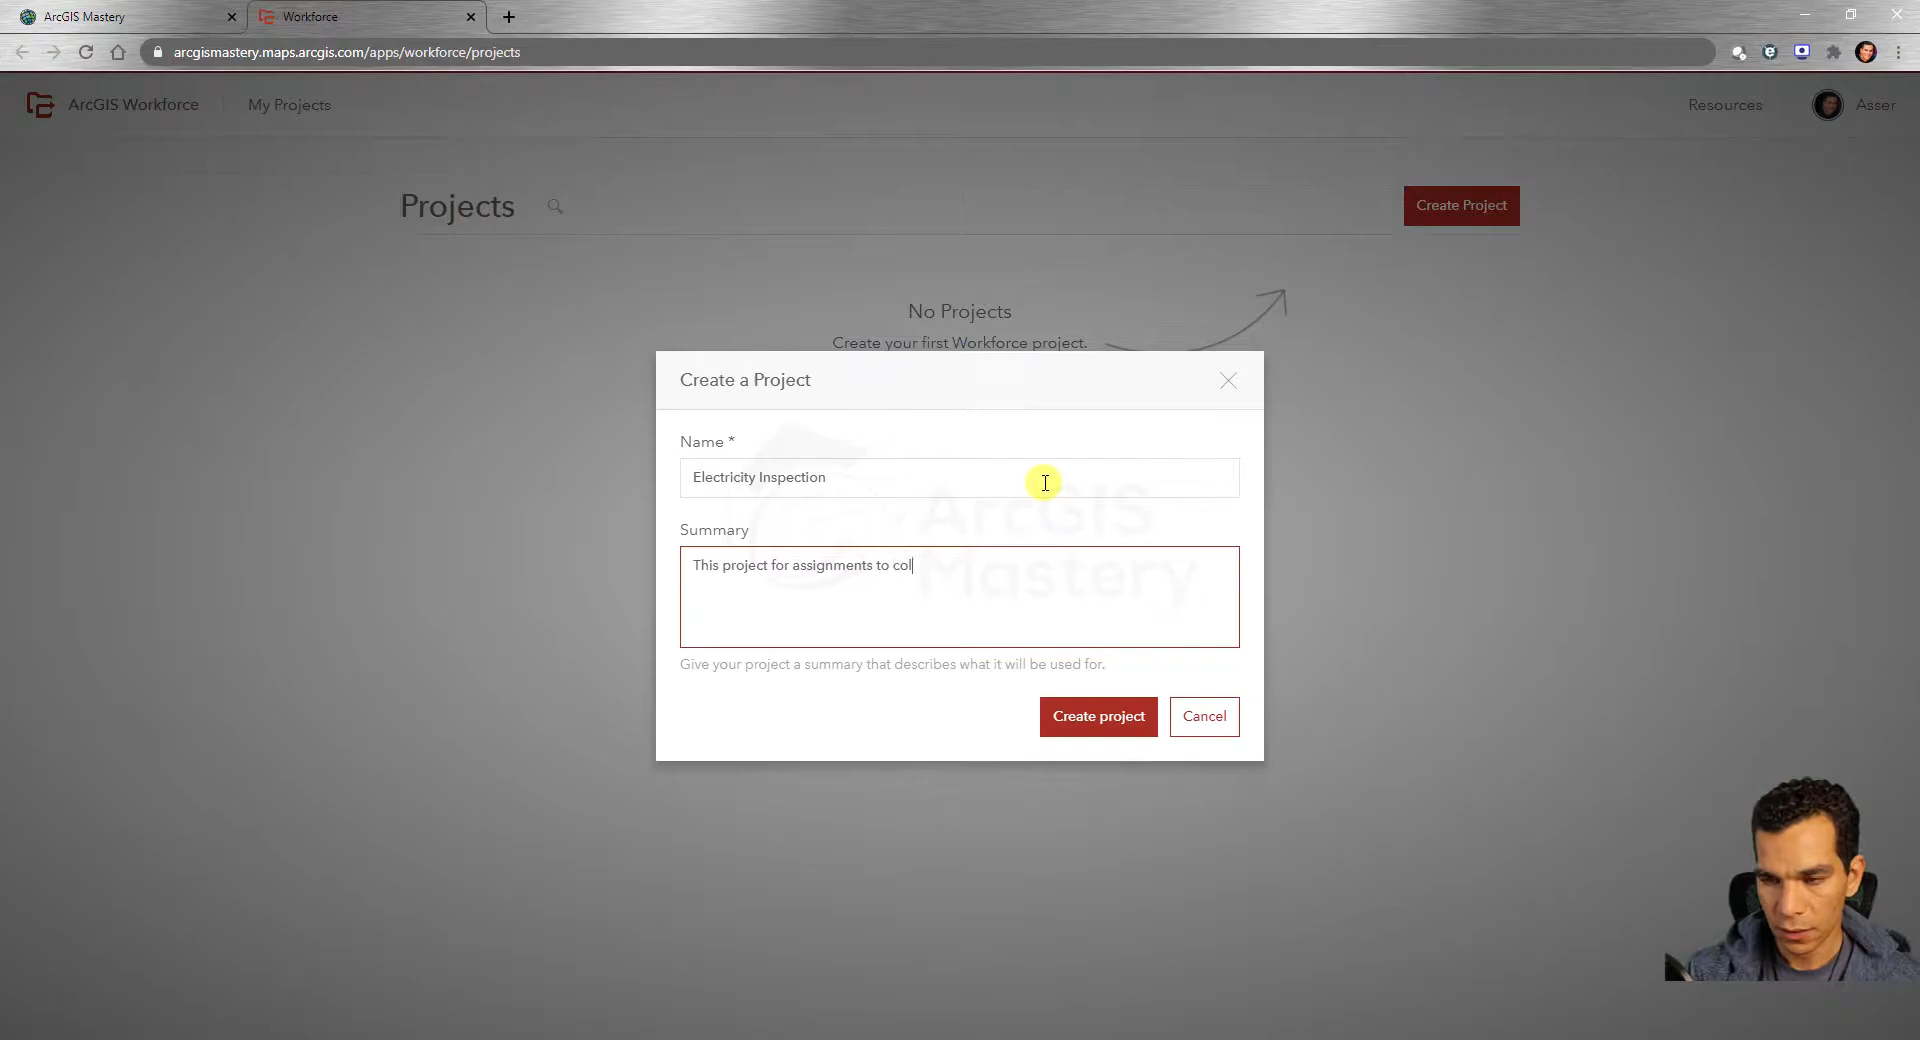 ArcGIS Mastery
Workforce
arcgismastery.maps.arcgis.com/apps/workforce/projects
ArcGIS Workforce
My Projects
Resources
Asser
Projects
Create Project
No Projects
Create your first Workforce project.
Create a Project
Name *
Electricity Inspection
ArcGIS
Mastery
Summary
This project for assignments to col
Give your project a summary that describes what it will be used for.
Create project
Cancel